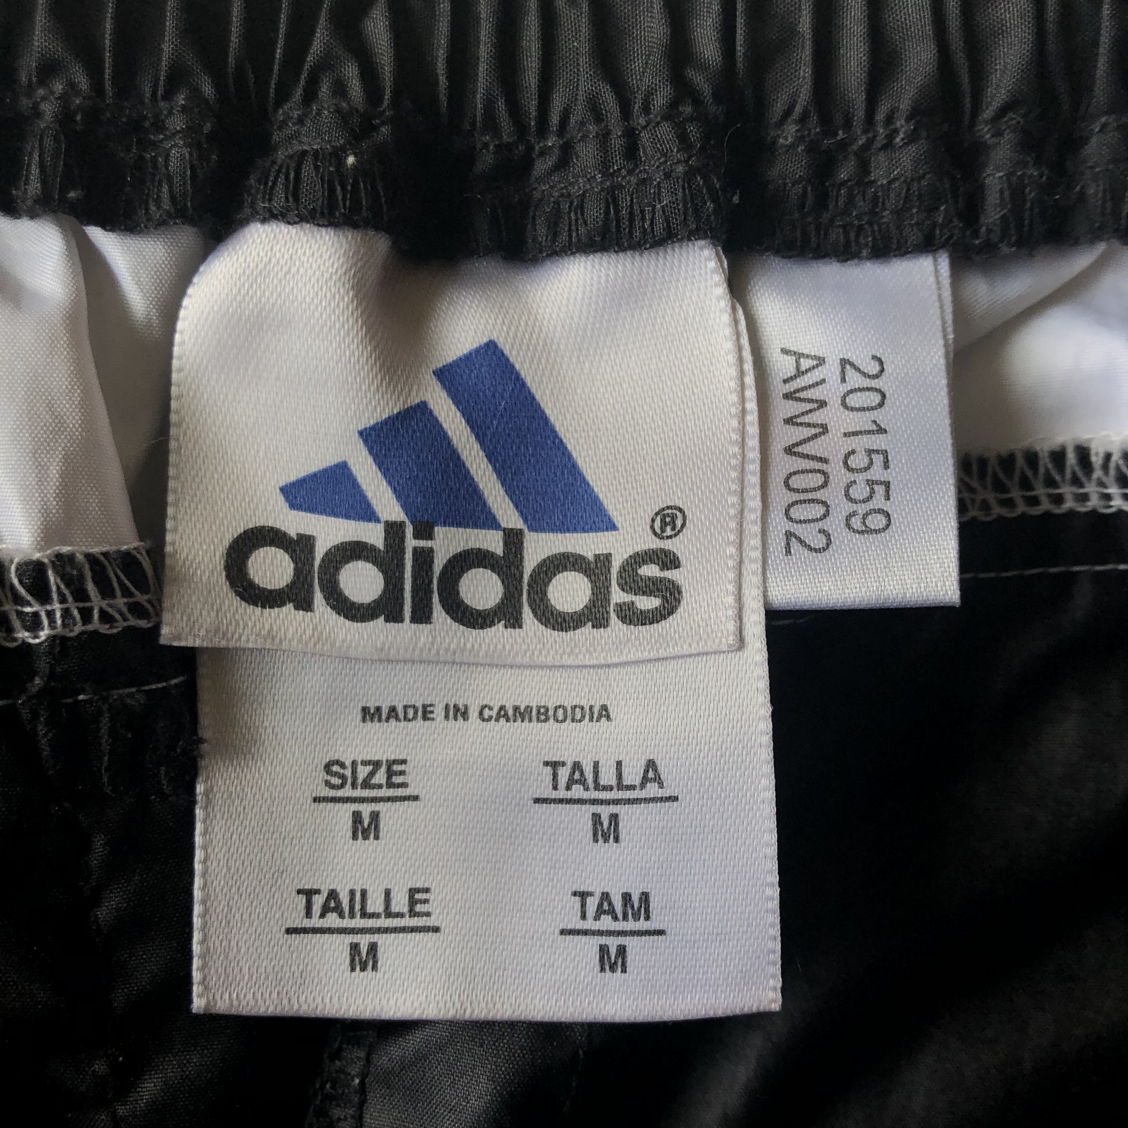 adidas®
201559
AWV002
MADE IN CAMBODIA
SIZE
M
TALLA
M
TAILLE
M
TAM
M